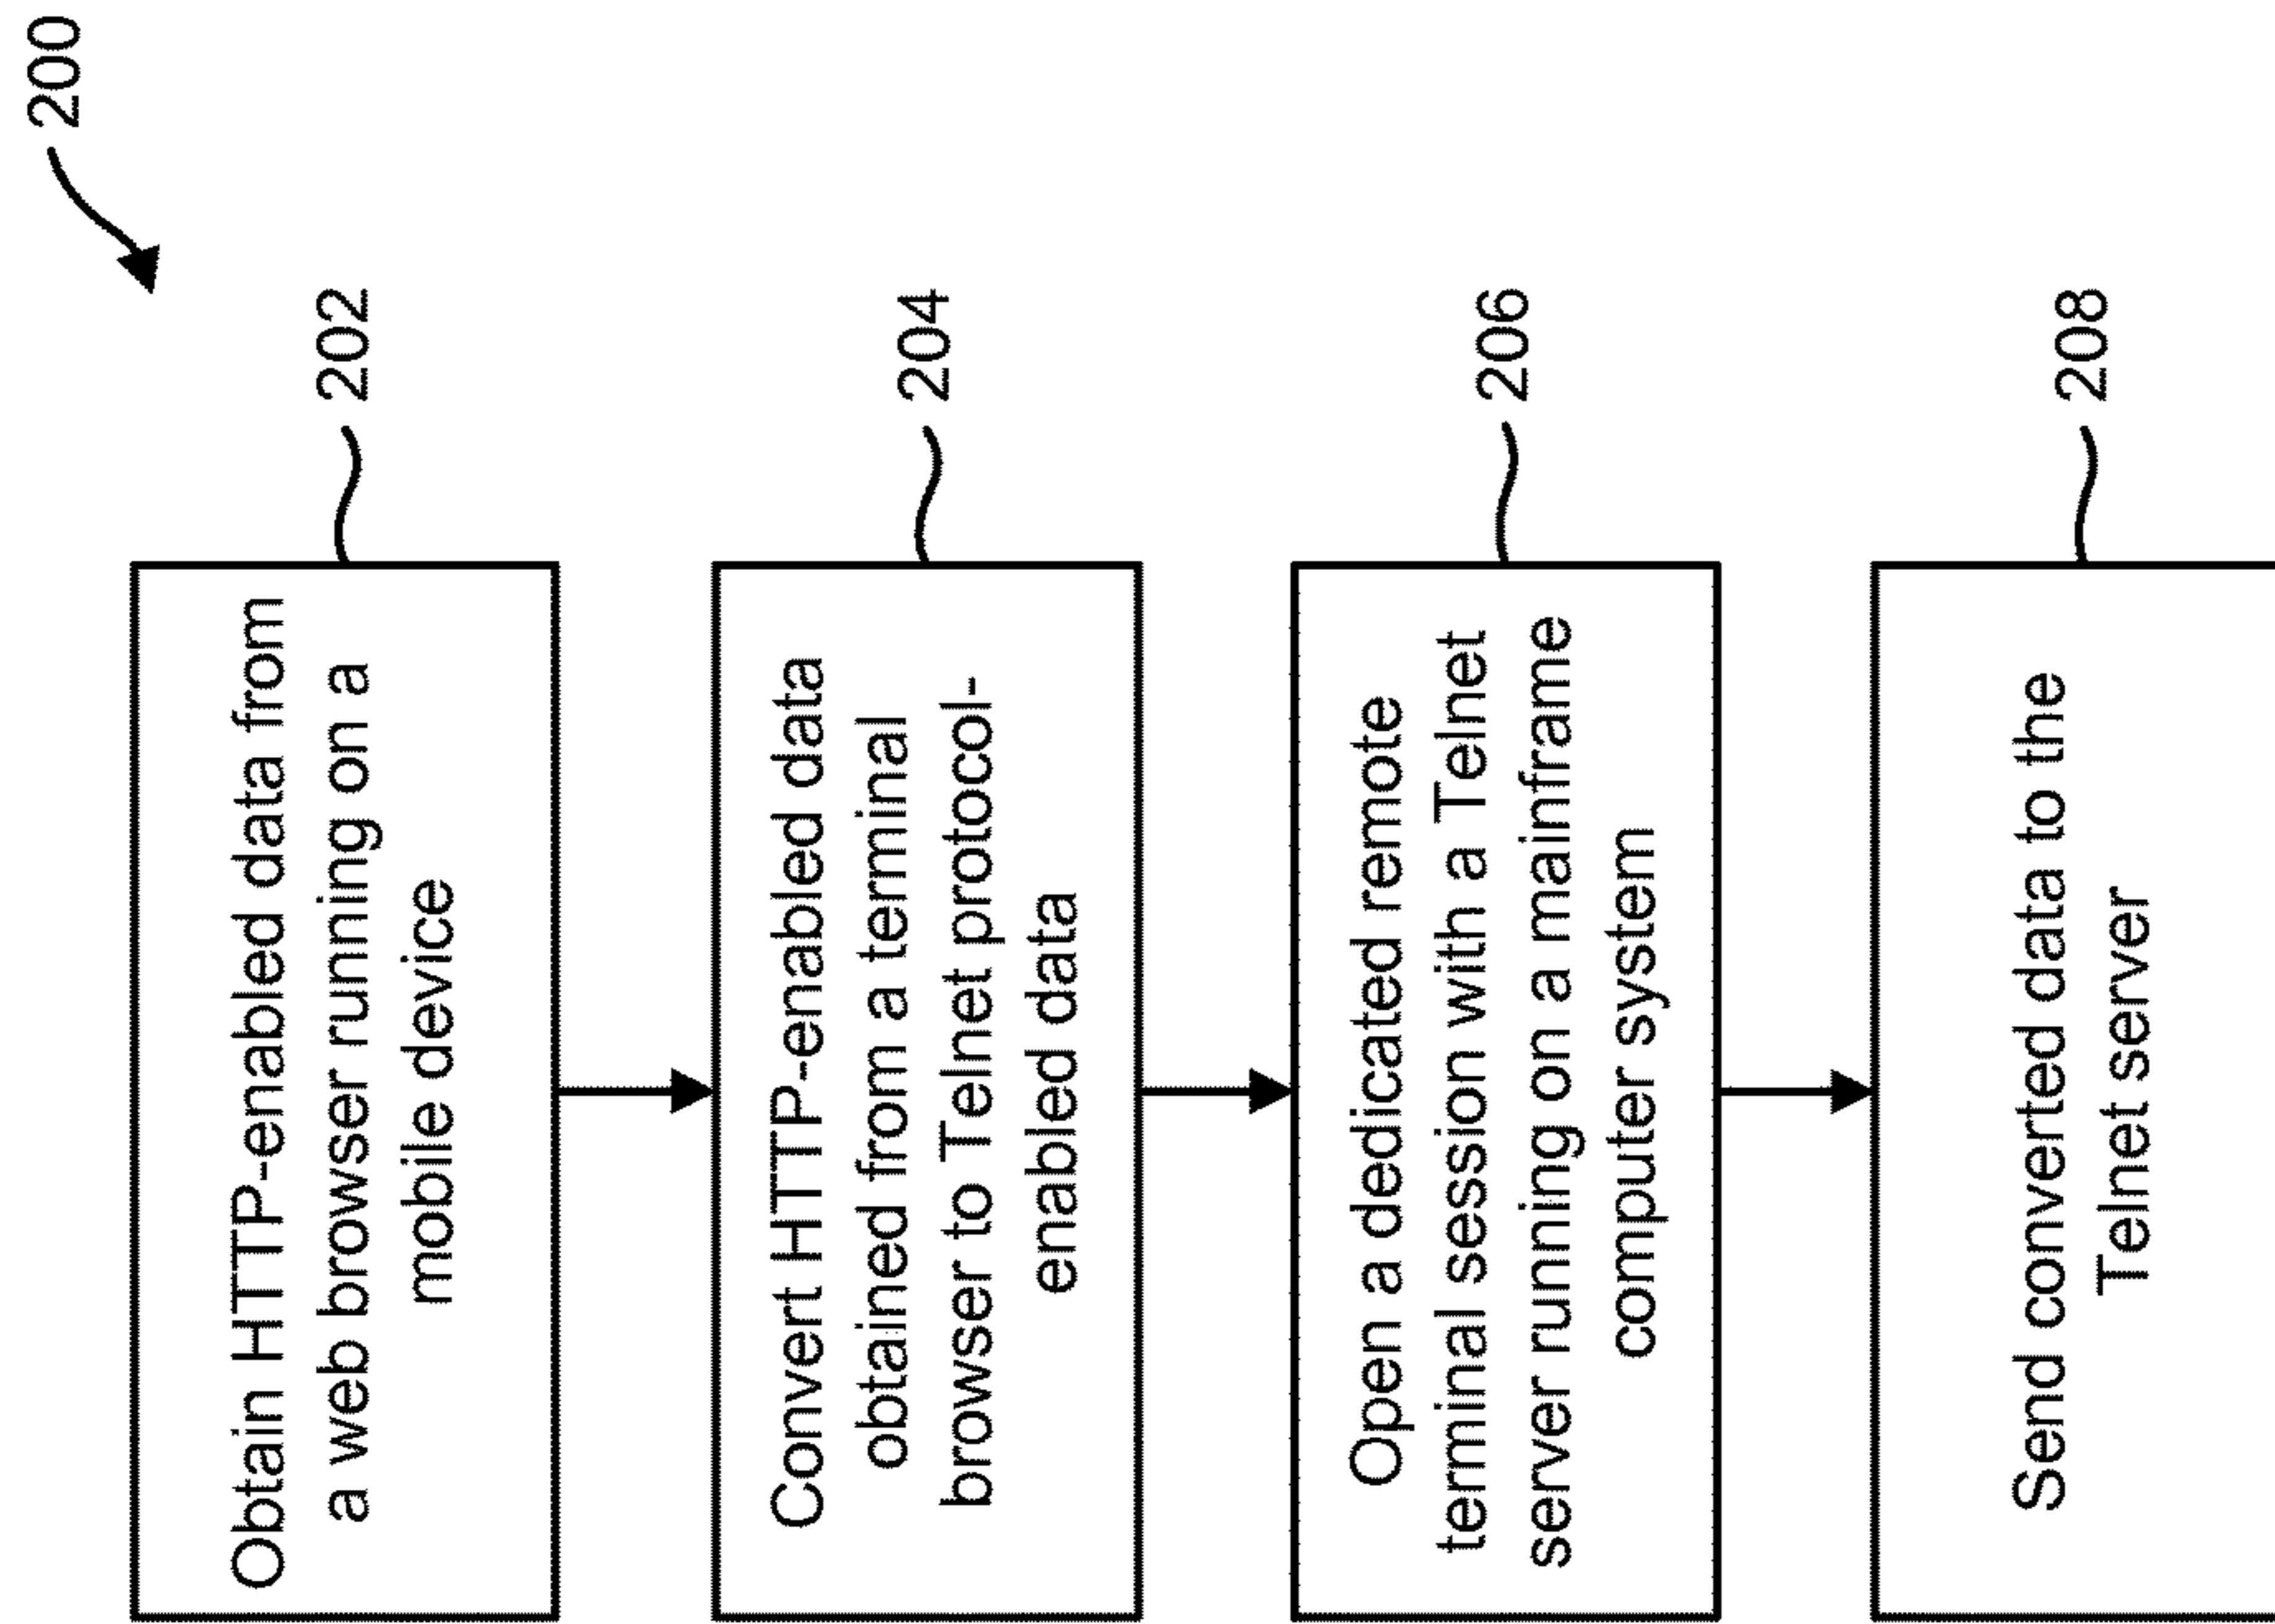 200
Obtain HTTP-enabled data from
a web browser running on a
mobile device
202
Convert HTTP-enabled data
obtained from a terminal
browser to Telnet protocol-
enabled data
204
Open a dedicated remote
terminal session with a Telnet
server running on a mainframe
computer system
206
Send converted data to the
Telnet server
208